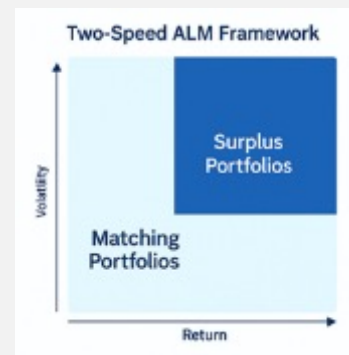 Two-Speed ALM Framework
Volatility
Surplus
Portfolios
Matching
Portfolios
Return